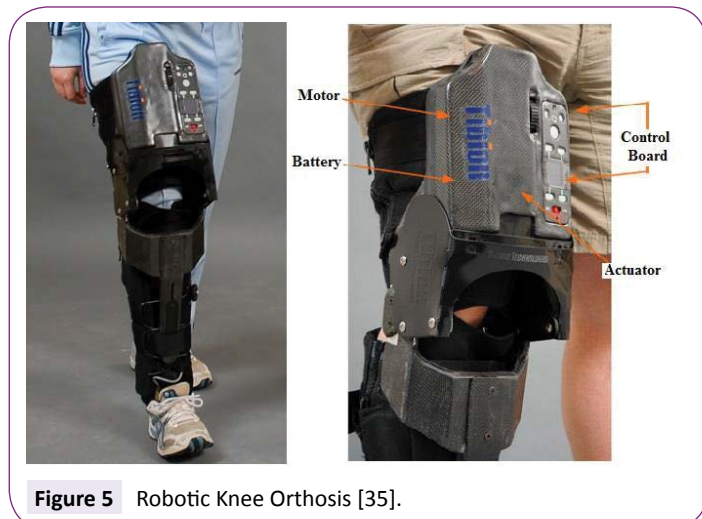 Motor
Battery
Control
Board
Actuator
Figure 5 Robotic Knee Orthosis [35].